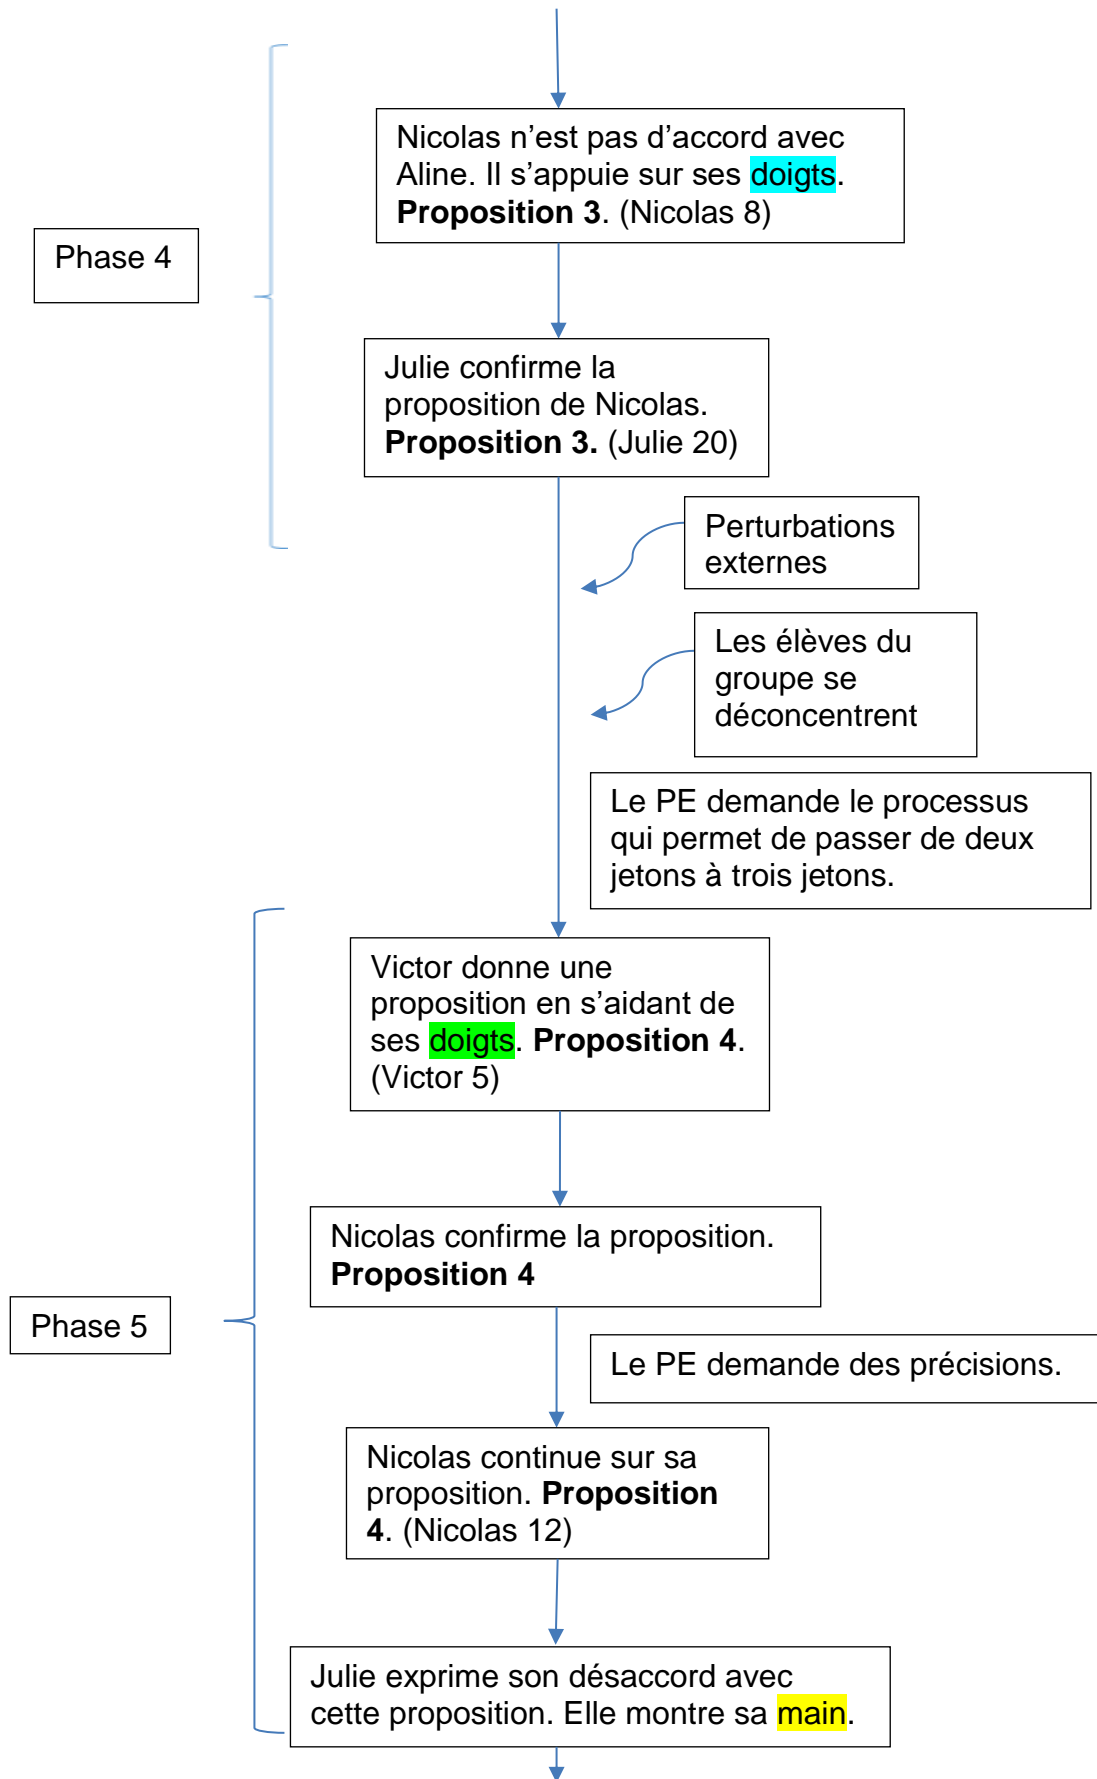 Nicolas n'est pas d'accord avec
Aline. Il s'appuie sur ses doigts.
Proposition 3. (Nicolas 8)
Phase 4
Julie confirme la
proposition de Nicolas.
Proposition 3. (Julie 20)
Perturbations
externes
Les élèves du
groupe se
déconcentrent
Le PE demande le processus
qui permet de passer de deux
jetons à trois jetons.
Victor donne une
proposition en s'aidant de
ses doigts. Proposition 4.
(Victor 5)
Nicolas confirme la proposition.
Proposition 4
Phase 5
Le PE demande des précisions.
Nicolas continue sur sa
proposition. Proposition
4. (Nicolas 12)
Julie exprime son désaccord avec
cette proposition. Elle montre sa main.